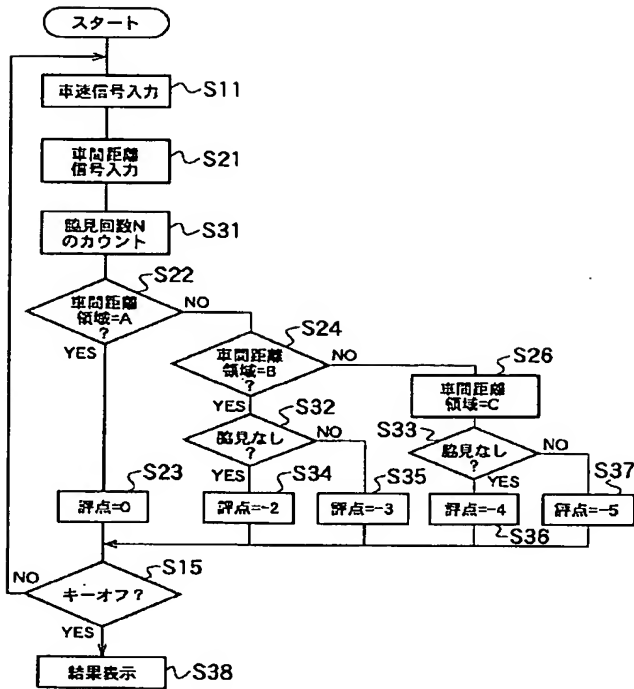 スタート
車速信号入力
S11
車間距離
信号入力
S21
脇見回数N
のカウント
S31
S22
車間距離
領域=A
?
NO
YES
S24
車間距離
領域=B
?
NO
YES
S26
車間距離
領域=C
S32
脇見なし
?
NO
YES
S33
脇見なし
?
NO
YES
S23
評点=0
S34
評点=-2
S35
評点=-3
評点=-4
S36
S37
評点=-5
S15
キーオフ?
NO
YES
結果表示
S38